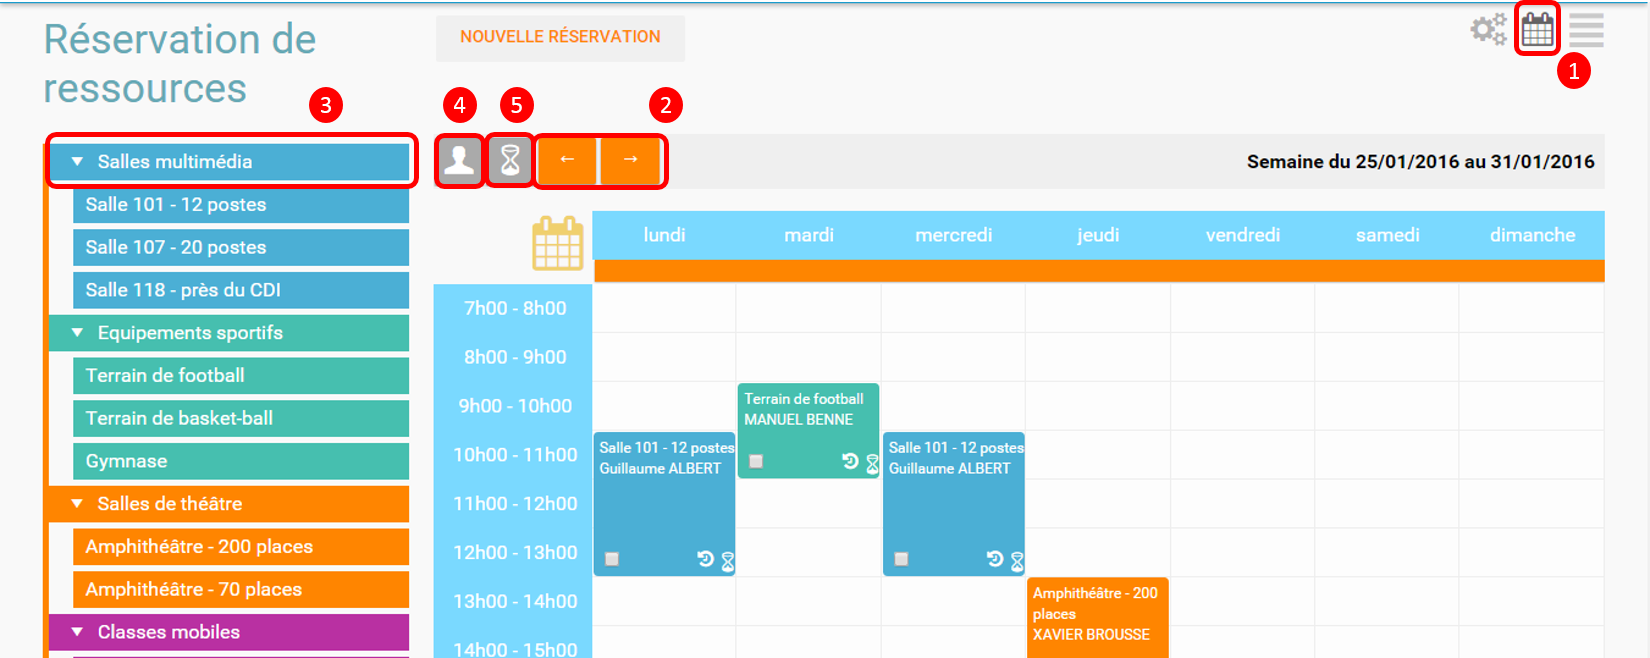 Réservation de
ressources
NOUVELLE RÉSERVATION
1
3
4
5
2
Salles multimédia
Salle 101 - 12 postes
Salle 107 - 20 postes
Salle 118 - près du CDI
Equipements sportifs
Terrain de football
Terrain de basket-ball
Gymnase
Salles de théâtre
Amphithéâtre - 200 places
Amphithéâtre - 70 places
Classes mobiles
← →
Semaine du 25/01/2016 au 31/01/2016
lundi mardi mercredi jeudi vendredi samedi dimanche
7h00 - 8h00
8h00 - 9h00
9h00 - 10h00
10h00 - 11h00
11h00 - 12h00
12h00 - 13h00
13h00 - 14h00
14h00 - 15h00
Salle 101 - 12 postes
Guillaume ALBERT
Terrain de football
MANUEL BENNE
Salle 101 - 12 postes
Guillaume ALBERT
Amphithéâtre - 200
places
XAVIER BROUSSE